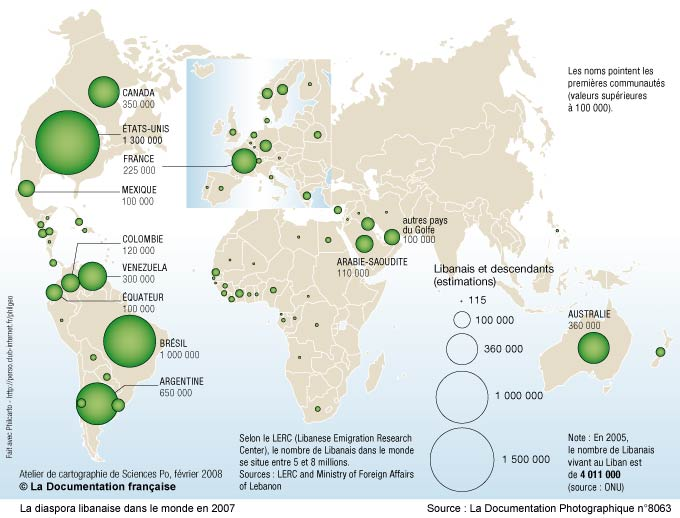 Les noms pointent les
premières communautés
(valeurs supérieures
à 100 000).
CANADA
350 000
ÉTATS-UNIS
1 300 000
FRANCE
225 000
MEXIQUE
100 000
COLOMBIE
120 000
VENEZUELA
300 000
ÉQUATEUR
100 000
BRÉSIL
1 000 000
ARGENTINE
650 000
autres pays
du Golfe
100 000
ARABIE-SAOUDITE
110 000
AUSTRALIE
360 000
Libanais et descendants
(estimations)
115
100 000
360 000
1 000 000
1 500 000
Selon le LERC (Libanese Emigration Research
Center), le nombre de Libanais dans le monde
se situe entre 5 et 8 millions.
Sources : LERC and Ministry of Foreign Affairs
of Lebanon
Note : En 2005,
le nombre de Libanais
vivant au Liban est
de 4 011 000
(source : ONU)
Fait avec Philcarto - http://perso.club-internet.fr/philgeo
Atelier de cartographie de Sciences Po, février 2008
© La Documentation française
La diaspora libanaise dans le monde en 2007
Source : La Documentation Photographique n°8063